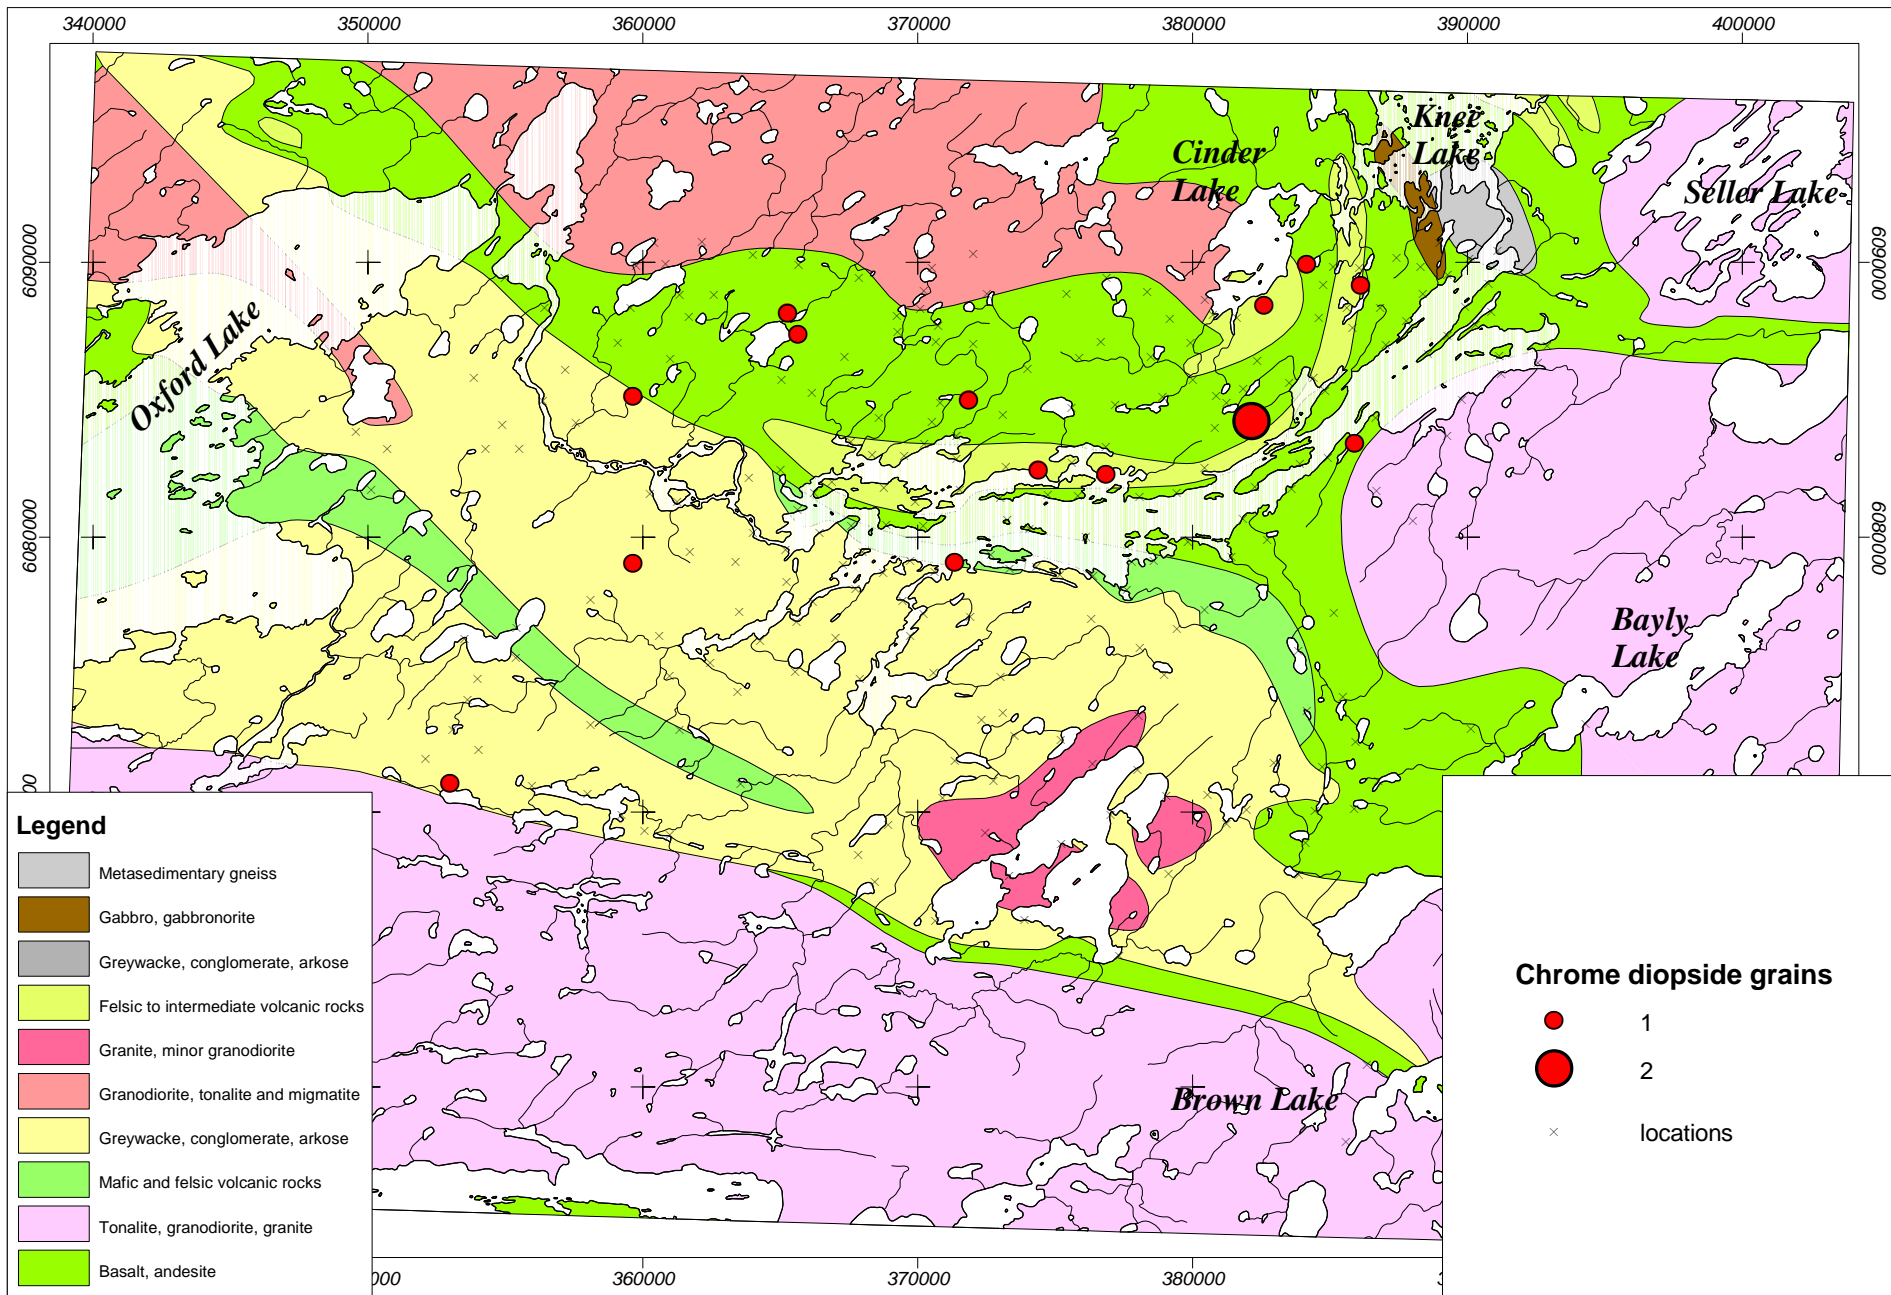 340000 350000 360000 370000 380000 390000 400000
Knee
Lake
Cinder
Lake
Seller Lake
6090000
6090000
Oxford Lake
6080000
6080000
Bayly
Lake
Brown Lake
Legend
Metasedimentary gneiss
Gabbro, gabbronorite
Greywacke, conglomerate, arkose
Felsic to intermediate volcanic rocks
Granite, minor granodiorite
Granodiorite, tonalite and migmatite
Greywacke, conglomerate, arkose
Mafic and felsic volcanic rocks
Tonalite, granodiorite, granite
Basalt, andesite
Chrome diopside grains
1
2
locations
360000 370000 380000